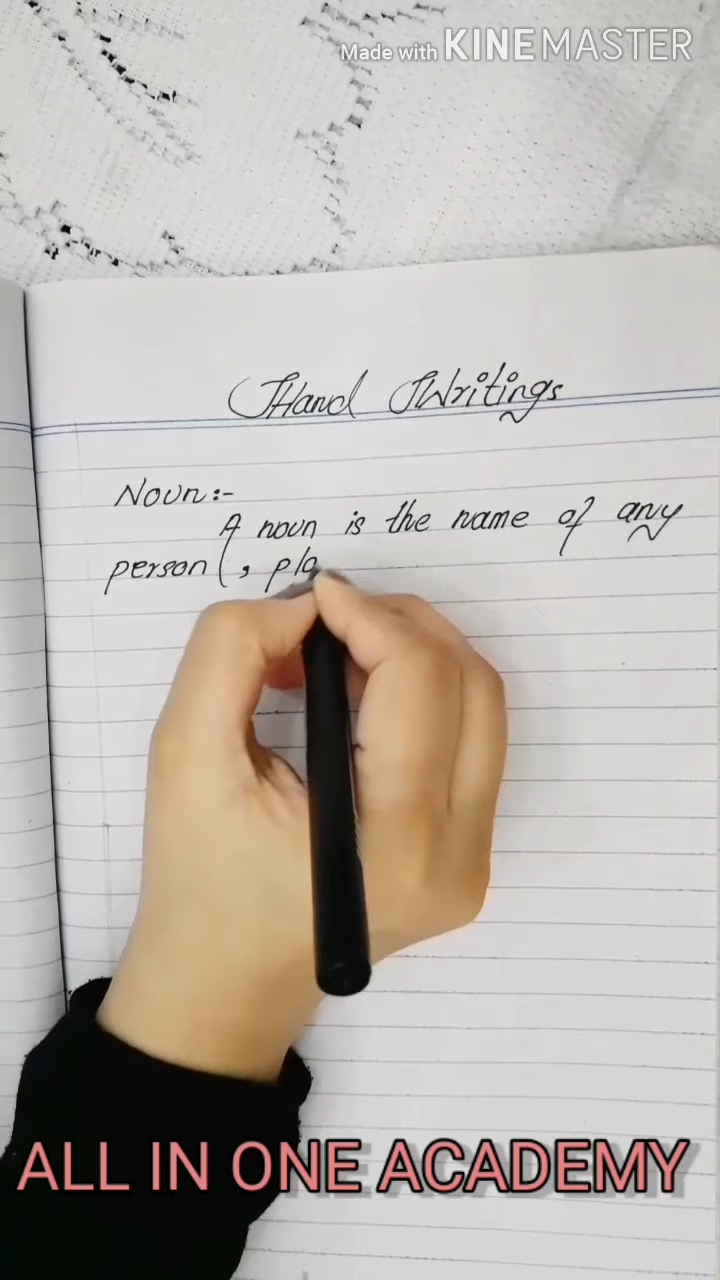 Made with KINEMASTER
Hand Writings
Noun:-
A noun is the name of any
person, pla
ALL IN ONE ACADEMY